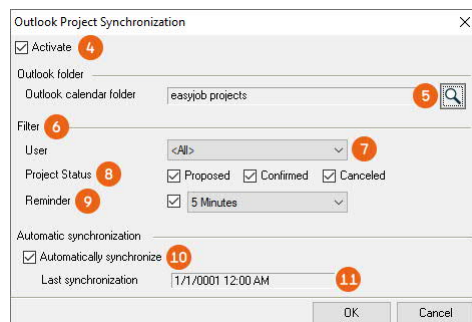 Outlook Project Synchronization
Activate 4
Outlook folder
Outlook calendar folder easyjob projects 5
Filter 6
User <All> 7
Project Status 8 Proposed Confirmed Canceled
Reminder 9 5 Minutes
Automatic synchronization
Automatically synchronize 10
Last synchronization 1/1/0001 12:00 AM 11
OK Cancel